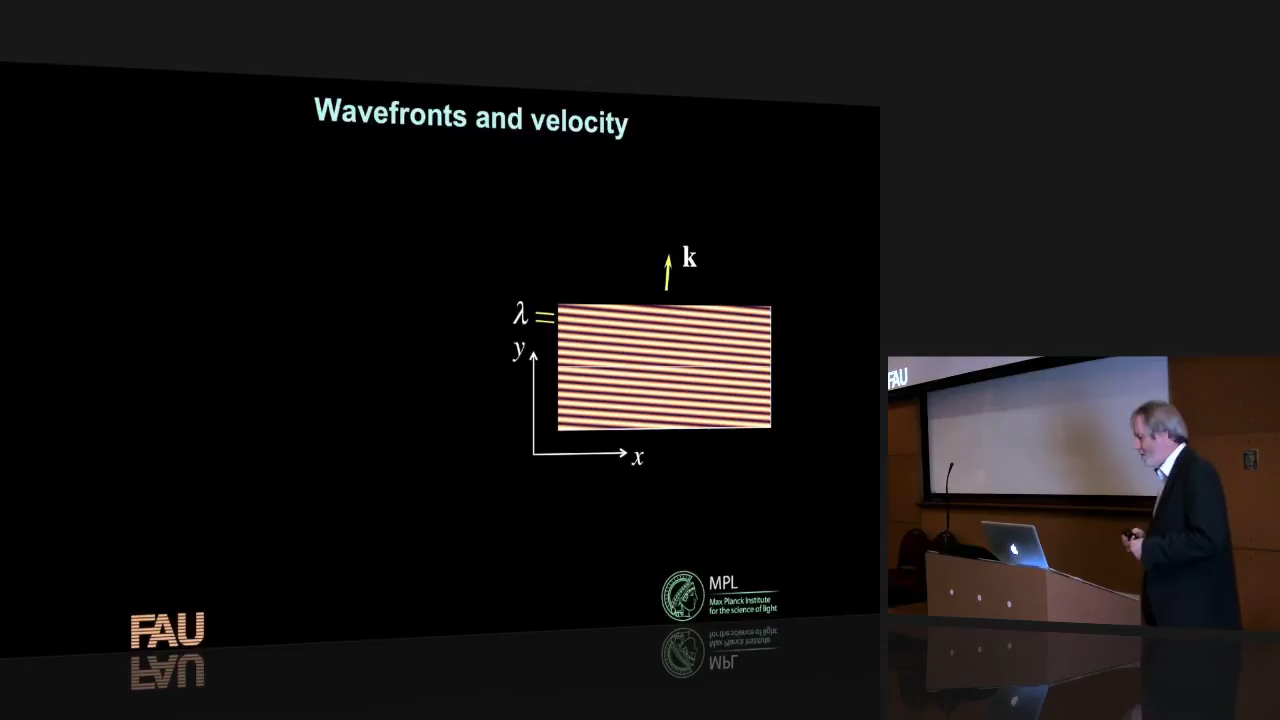 Wavefronts and velocity
k
λ
y
x
MPL
Max Planck Institute
for the science of light
FAU
FAU